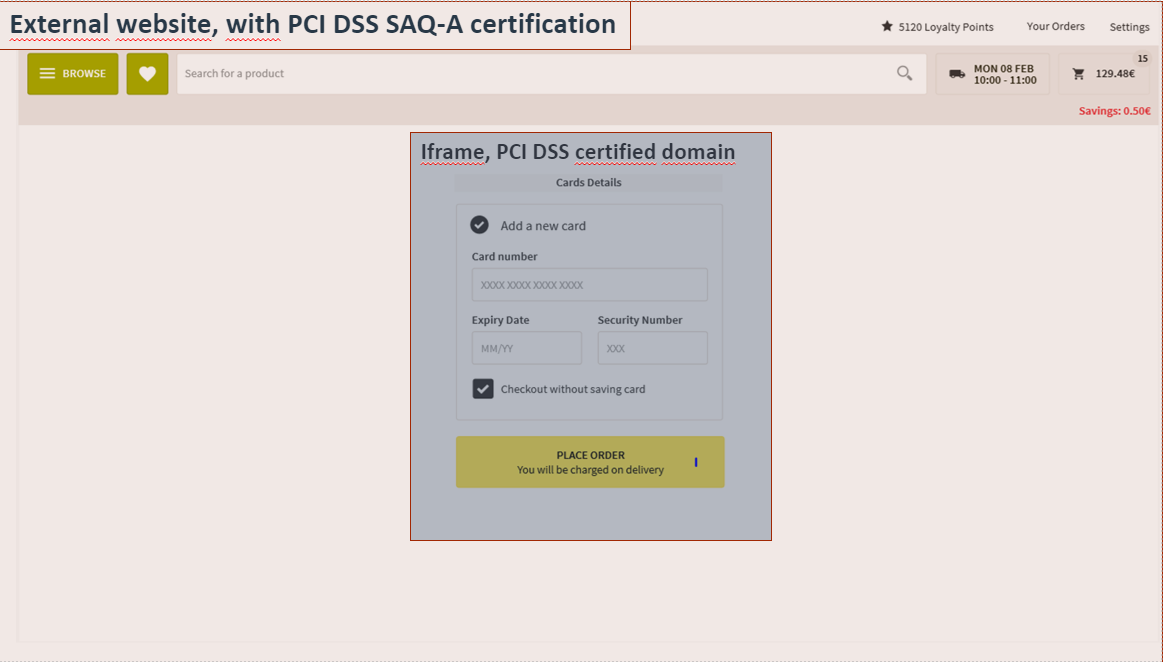 External website, with PCI DSS SAQ-A certification
5120 Loyalty Points
Your Orders
Settings
BROWSE
Search for a product
MON 08 FEB
10:00 - 11:00
15
129.48€
Savings: 0.50€
Iframe, PCI DSS certified domain
Cards Details
Add a new card
Card number
XXXX XXXX XXXX XXXX
Expiry Date
Security Number
MM/YY
XXX
Checkout without saving card
PLACE ORDER
You will be charged on delivery